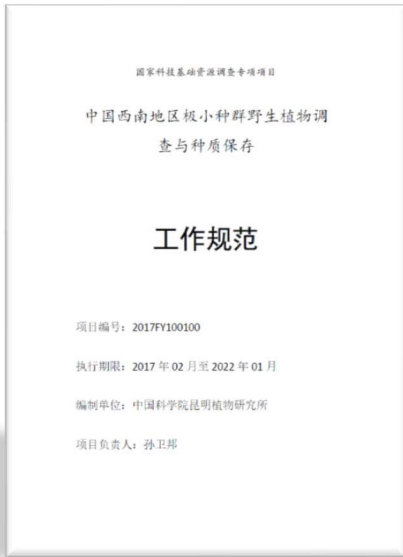 国家科技基础资源调查专项项目
中国西南地区极小种群野生植物调
查与种质保存
工作规范
项目编号：2017FY100100
执行期限：2017 年 02 月至 2022 年 01 月
编制单位：中国科学院昆明植物研究所
项目负责人：孙卫邦